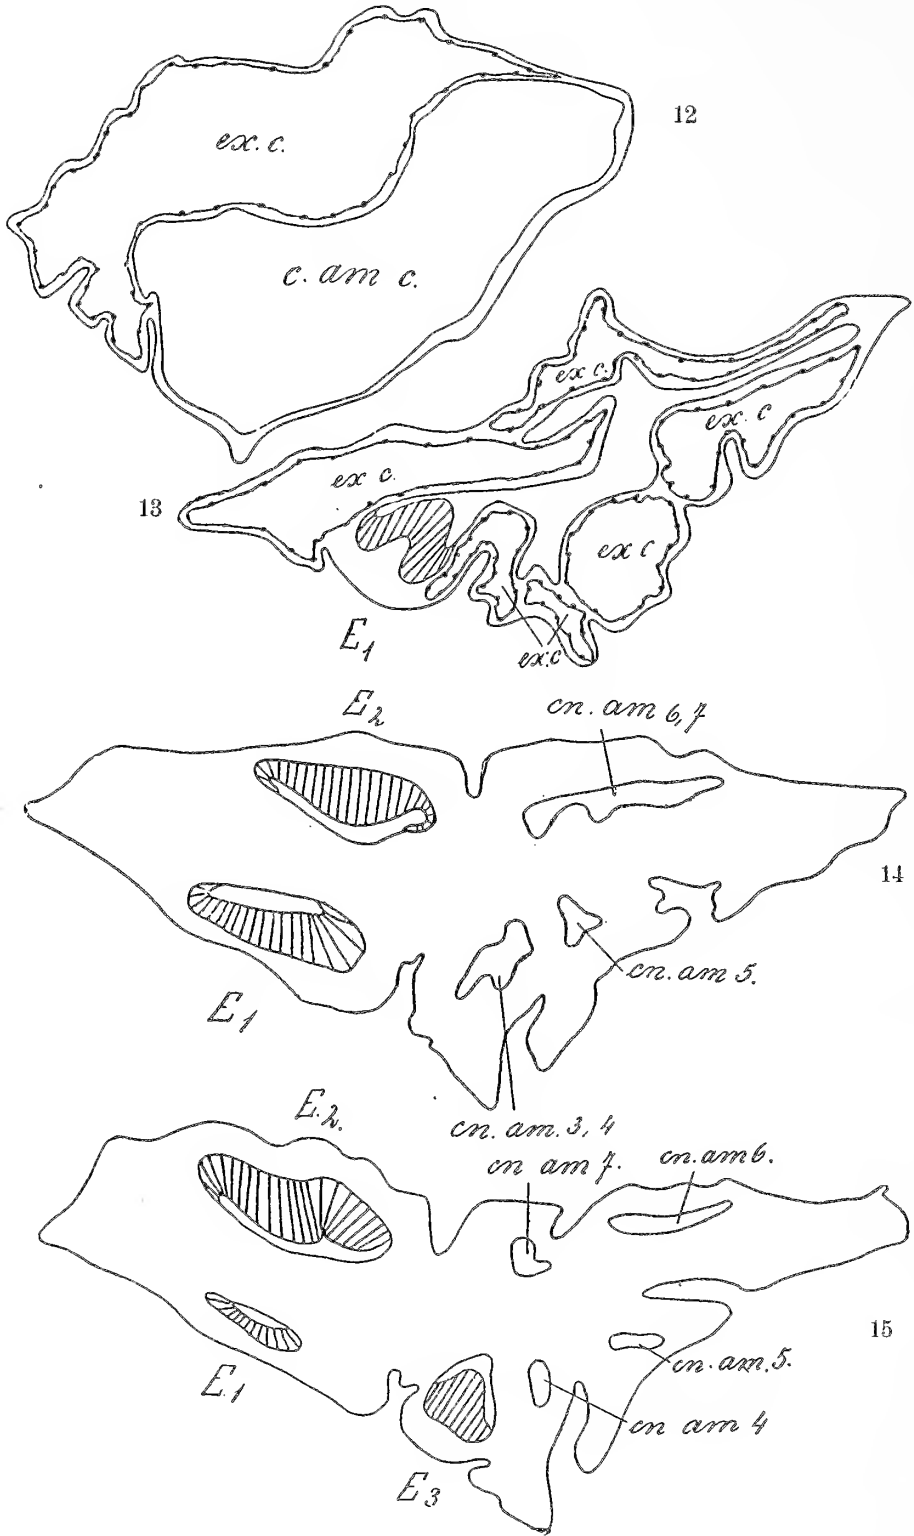 12
ex. c.
c. am c.
ex c.
ex. c
13
ex c.
ex c
E1
ex. c
E2
cn. am 6, 7
14
cn. am 5.
E1
cn. am. 3, 4
E.2.
cn am 7.
cn. am 6.
15
cn. am. 5.
E1
cn am 4
E3